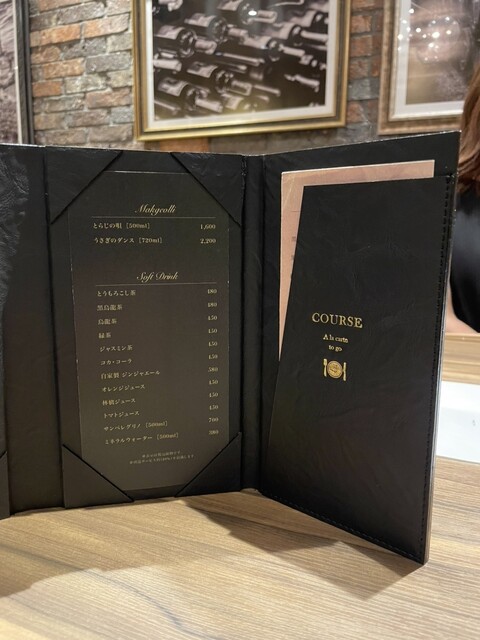 Makgeolli
とらじの唄 [500ml] 1,600
うさぎのダンス [720ml] 2,200
Soft Drink
とうもろこし茶 480
黒烏龍茶 480
烏龍茶 450
緑茶 450
ジャスミン茶 450
コカ・コーラ 450
自家製 ジンジャエール 580
オレンジジュース 450
林檎ジュース 450
トマトジュース 450
サンペレグリノ [500ml] 700
ミネラルウォーター [500ml] 380
COURSE
A la carte
to go